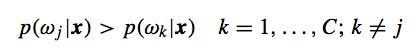 p(ωj|x) > p(ωk|x) k = 1, . . . , C; k ≠ j